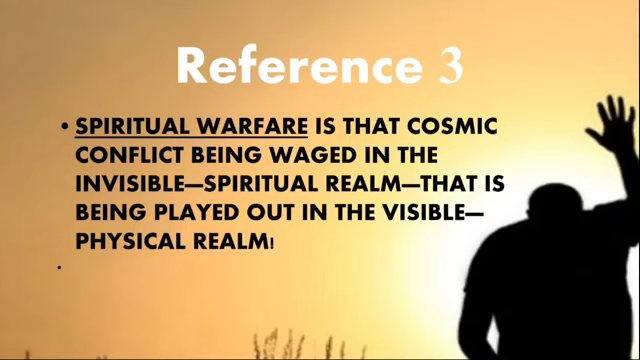 Reference 3
• SPIRITUAL WARFARE IS THAT COSMIC
CONFLICT BEING WAGED IN THE
INVISIBLE—SPIRITUAL REALM—THAT IS
BEING PLAYED OUT IN THE VISIBLE—
PHYSICAL REALM!
•